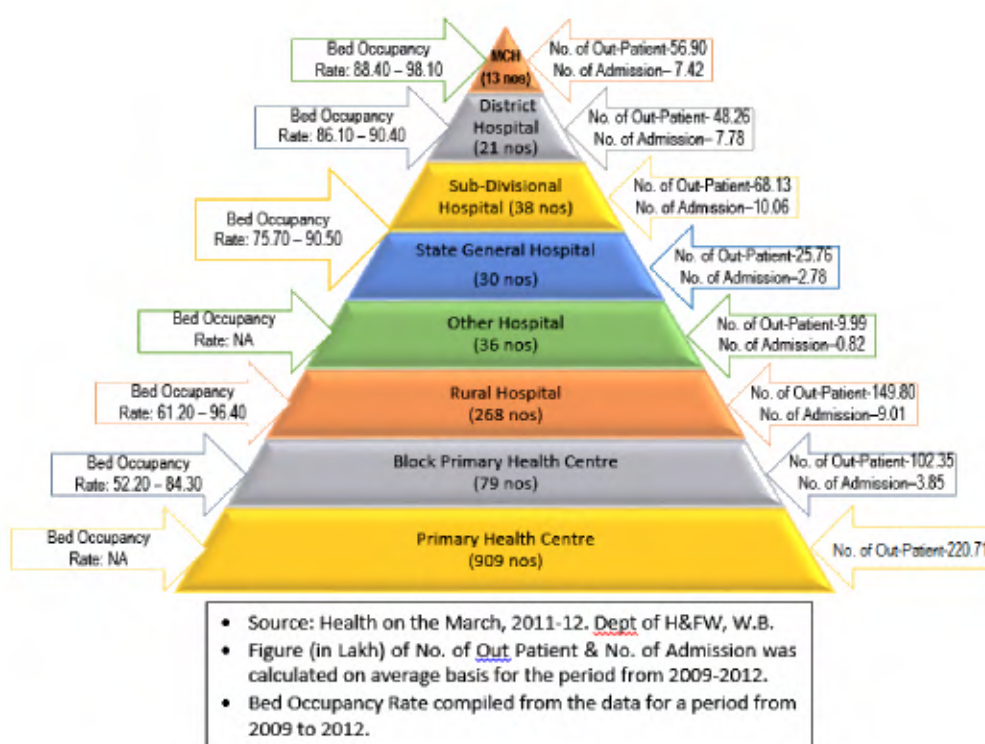 MCH
(13 nos)
Bed Occupancy
Rate: 88.40 – 98.10
No. of Out-Patient-56.90
No. of Admission– 7.42
District
Hospital
(21 nos)
Bed Occupancy
Rate: 86.10 – 90.40
No. of Out-Patient- 48.26
No. of Admission– 7.78
Sub-Divisional
Hospital (38 nos)
No. of Out-Patient-68.13
No. of Admission–10.06
Bed Occupancy
Rate: 75.70 – 90.50
State General Hospital
(30 nos)
No. of Out-Patient-25.76
No. of Admission–2.78
Bed Occupancy
Rate: NA
Other Hospital
(36 nos)
No. of Out-Patient-9.99
No. of Admission–0.82
Bed Occupancy
Rate: 61.20 – 96.40
Rural Hospital
(268 nos)
No. of Out-Patient-149.80
No. of Admission–9.01
Bed Occupancy
Rate: 52.20 – 84.30
Block Primary Health Centre
(79 nos)
No. of Out-Patient-102.35
No. of Admission–3.85
Bed Occupancy
Rate: NA
Primary Health Centre
(909 nos)
No. of Out-Patient-220.71
• Source: Health on the March, 2011-12. Dept of H&FW, W.B.
• Figure (in Lakh) of No. of Out Patient & No. of Admission was
calculated on average basis for the period from 2009-2012.
• Bed Occupancy Rate compiled from the data for a period from
2009 to 2012.